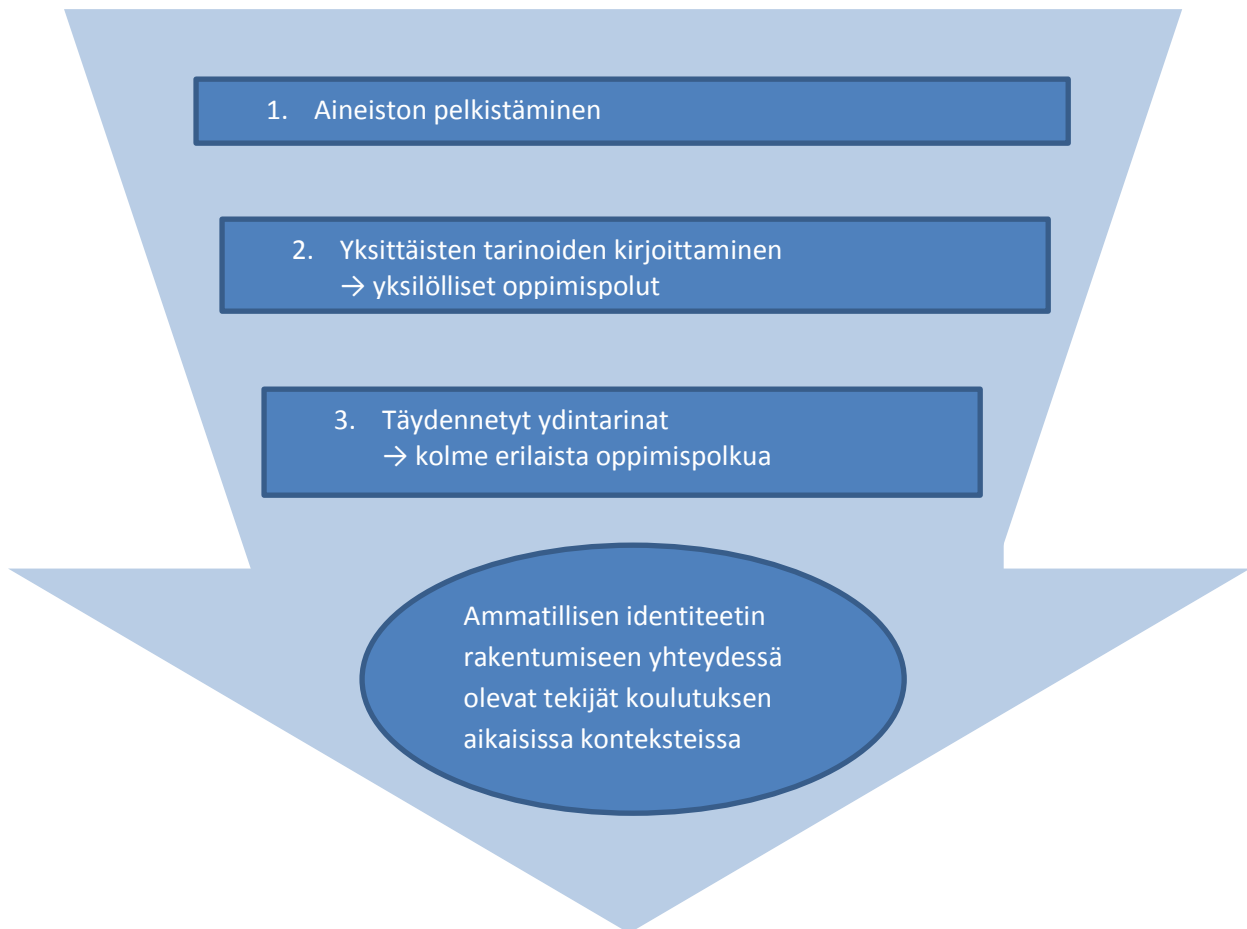 1. Aineiston pelkistäminen
2. Yksittäisten tarinoiden kirjoittaminen
→ yksilölliset oppimispolut
3. Täydennetyt ydintarinat
→ kolme erilaista oppimispolkua
Ammatillisen identiteetin
rakentumiseen yhteydessä
olevat tekijät koulutuksen
aikaisissa konteksteissa